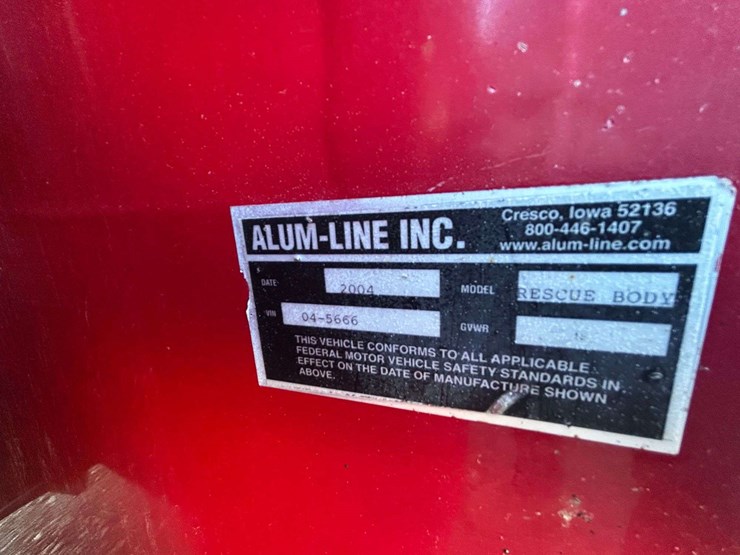 ALUM-LINE INC.
Cresco, Iowa 52136
800-446-1407
www.alum-line.com
DATE 2004
MODEL RESCUE BODY
VIN 04-5666
GVWR
THIS VEHICLE CONFORMS TO ALL APPLICABLE
FEDERAL MOTOR VEHICLE SAFETY STANDARDS IN
EFFECT ON THE DATE OF MANUFACTURE SHOWN
ABOVE.